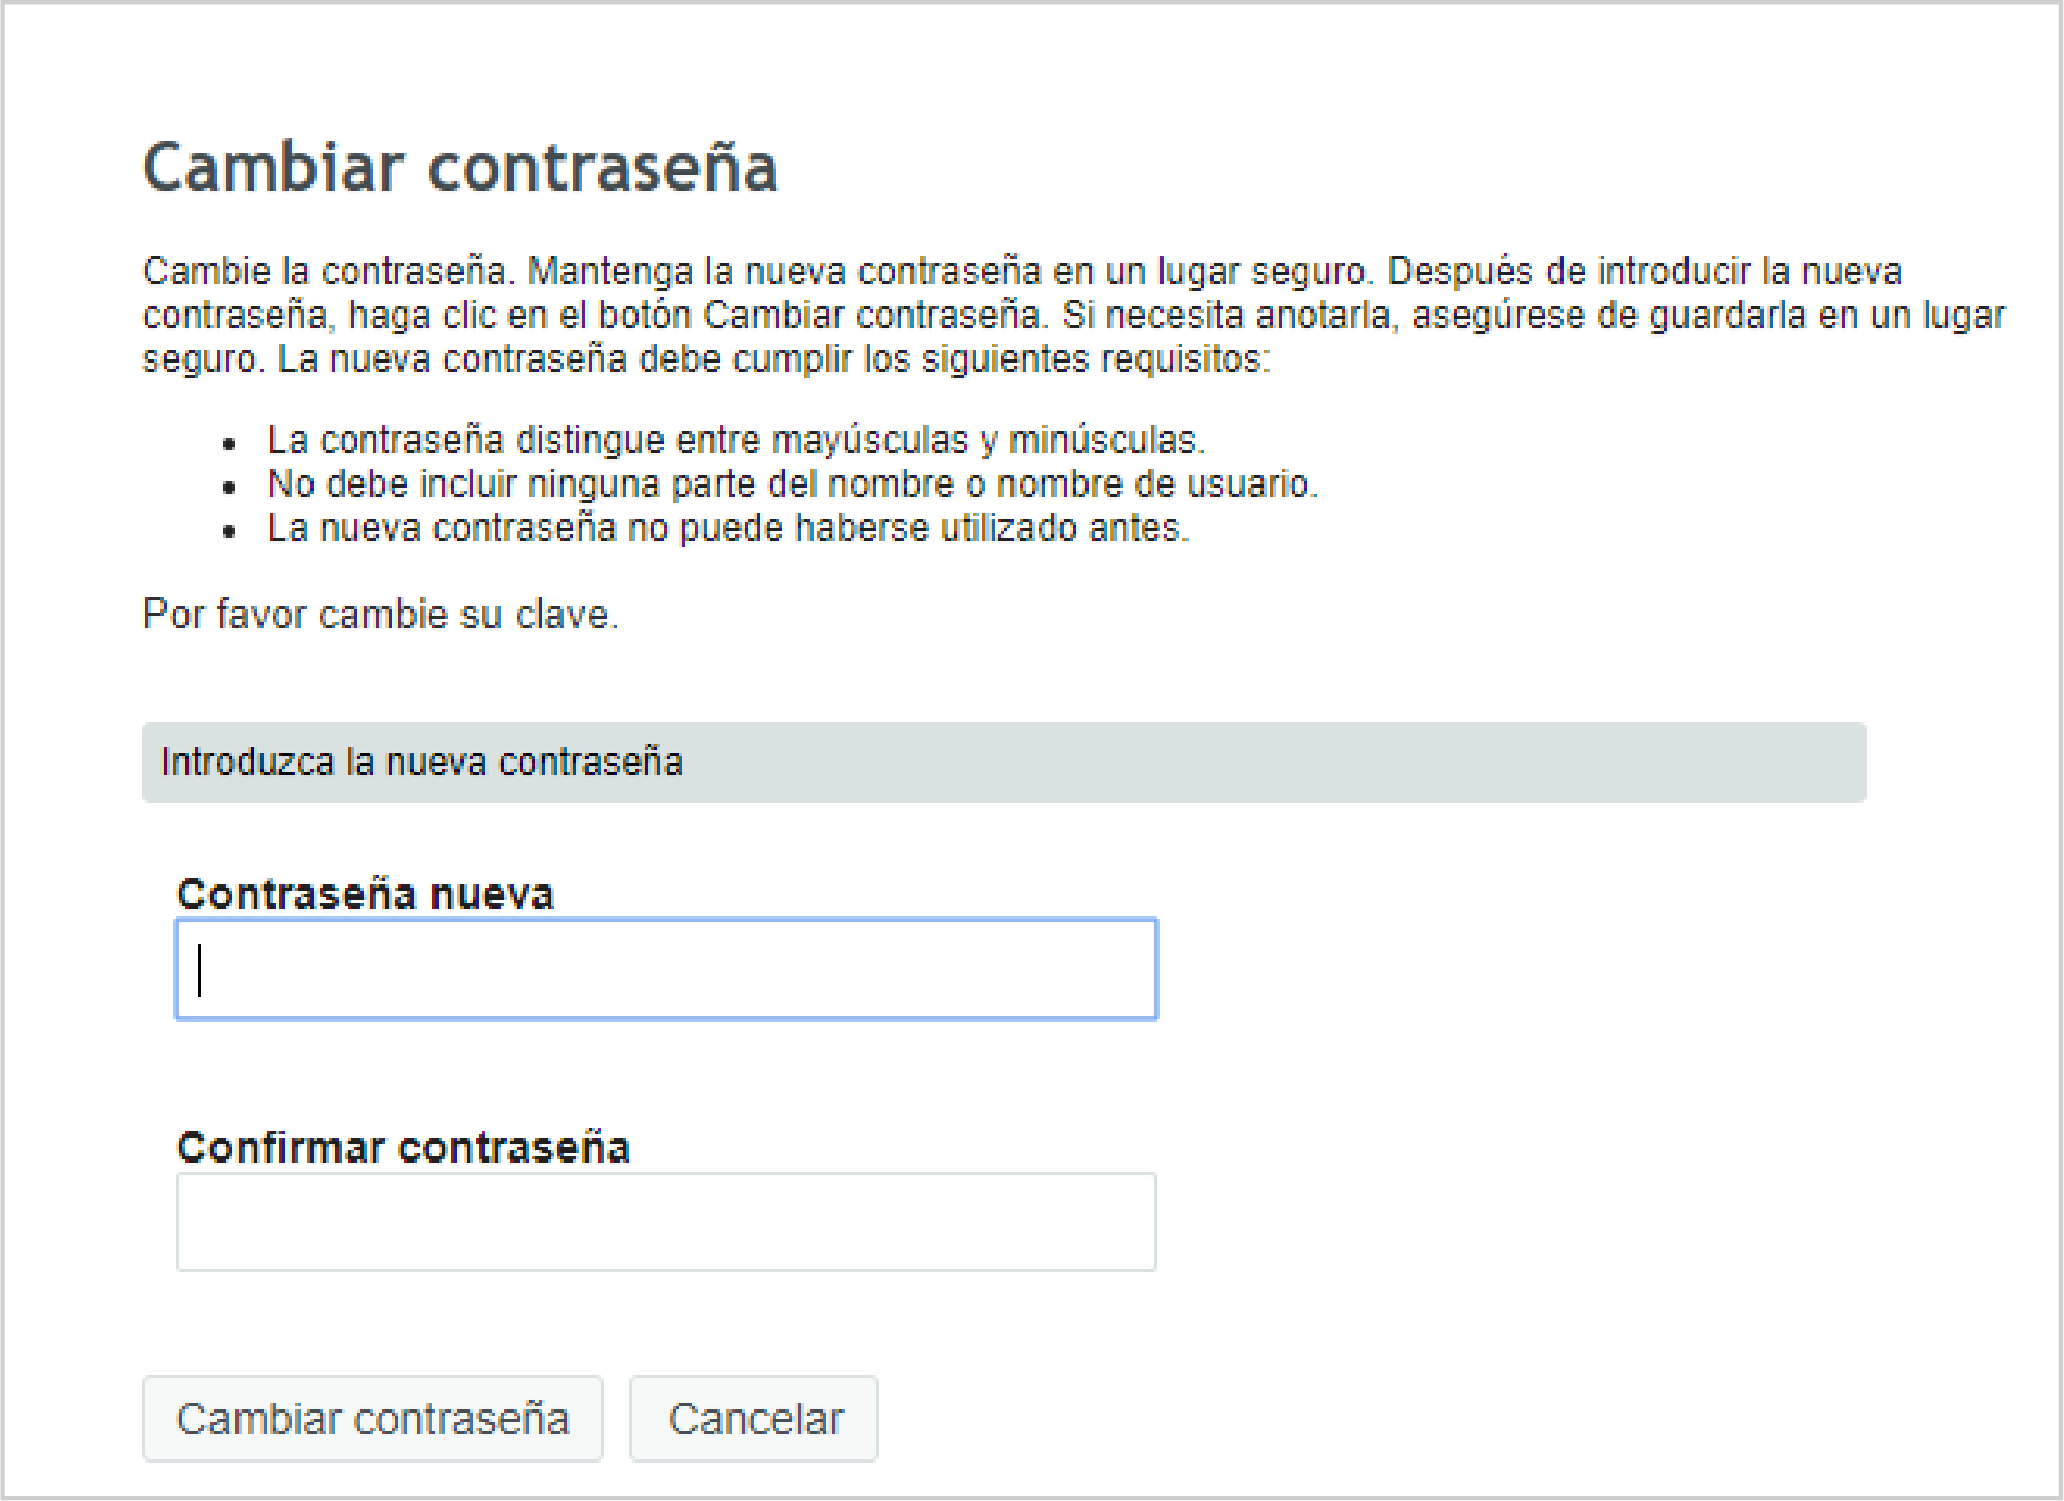 Cambiar contraseña
Cambie la contraseña. Mantenga la nueva contraseña en un lugar seguro. Después de introducir la nueva
contraseña, haga clic en el botón Cambiar contraseña. Si necesita anotarla, asegúrese de guardarla en un lugar
seguro. La nueva contraseña debe cumplir los siguientes requisitos:
• La contraseña distingue entre mayúsculas y minúsculas.
• No debe incluir ninguna parte del nombre o nombre de usuario.
• La nueva contraseña no puede haberse utilizado antes.
Por favor cambie su clave.
Introduzca la nueva contraseña
Contraseña nueva
Confirmar contraseña
Cambiar contraseña Cancelar